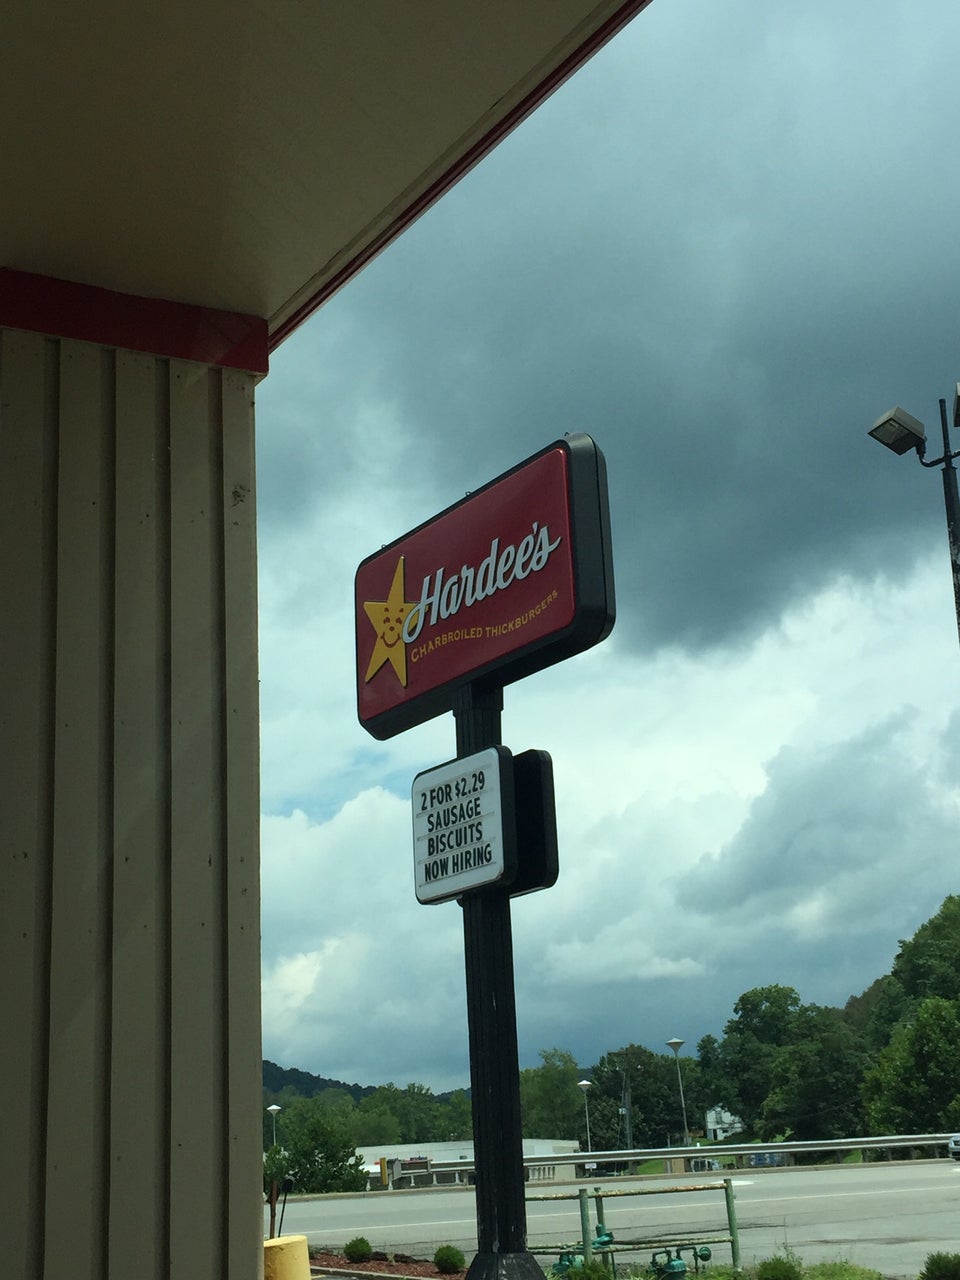 Hardee's
CHARBROILED THICKBURGERS
2 FOR $2.29
SAUSAGE
BISCUITS
NOW HIRING